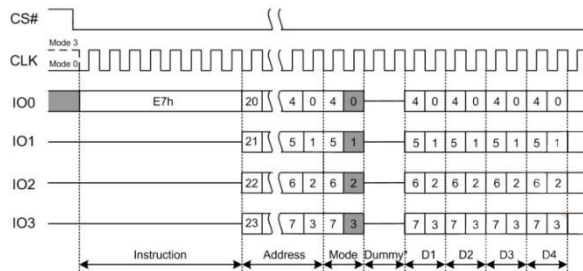 CS#
Mode 3
CLK
Mode 0
IO0 E7h 20 4 0 4 0 4 0 4 0 4 0 4 0
IO1 21 5 1 5 1 5 1 5 1 5 1 5 1
IO2 22 6 2 6 2 6 2 6 2 6 2 6 2
IO3 23 7 3 7 3 7 3 7 3 7 3 7 3
Instruction Address Mode Dummy* D1 D2 D3 D4